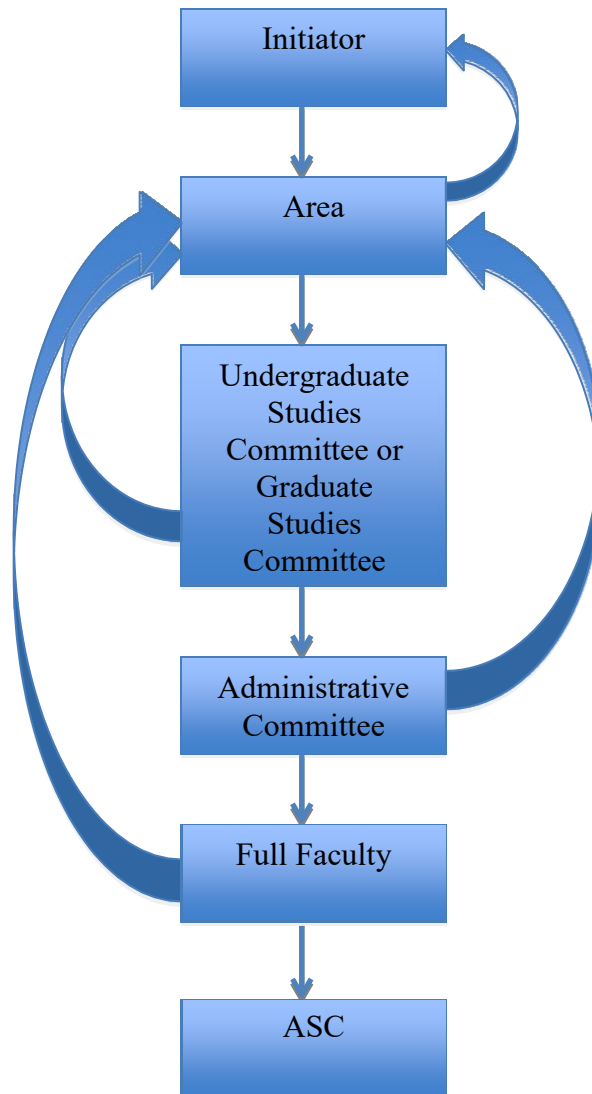 Initiator
Area
Undergraduate
Studies
Committee or
Graduate
Studies
Committee
Administrative
Committee
Full Faculty
ASC